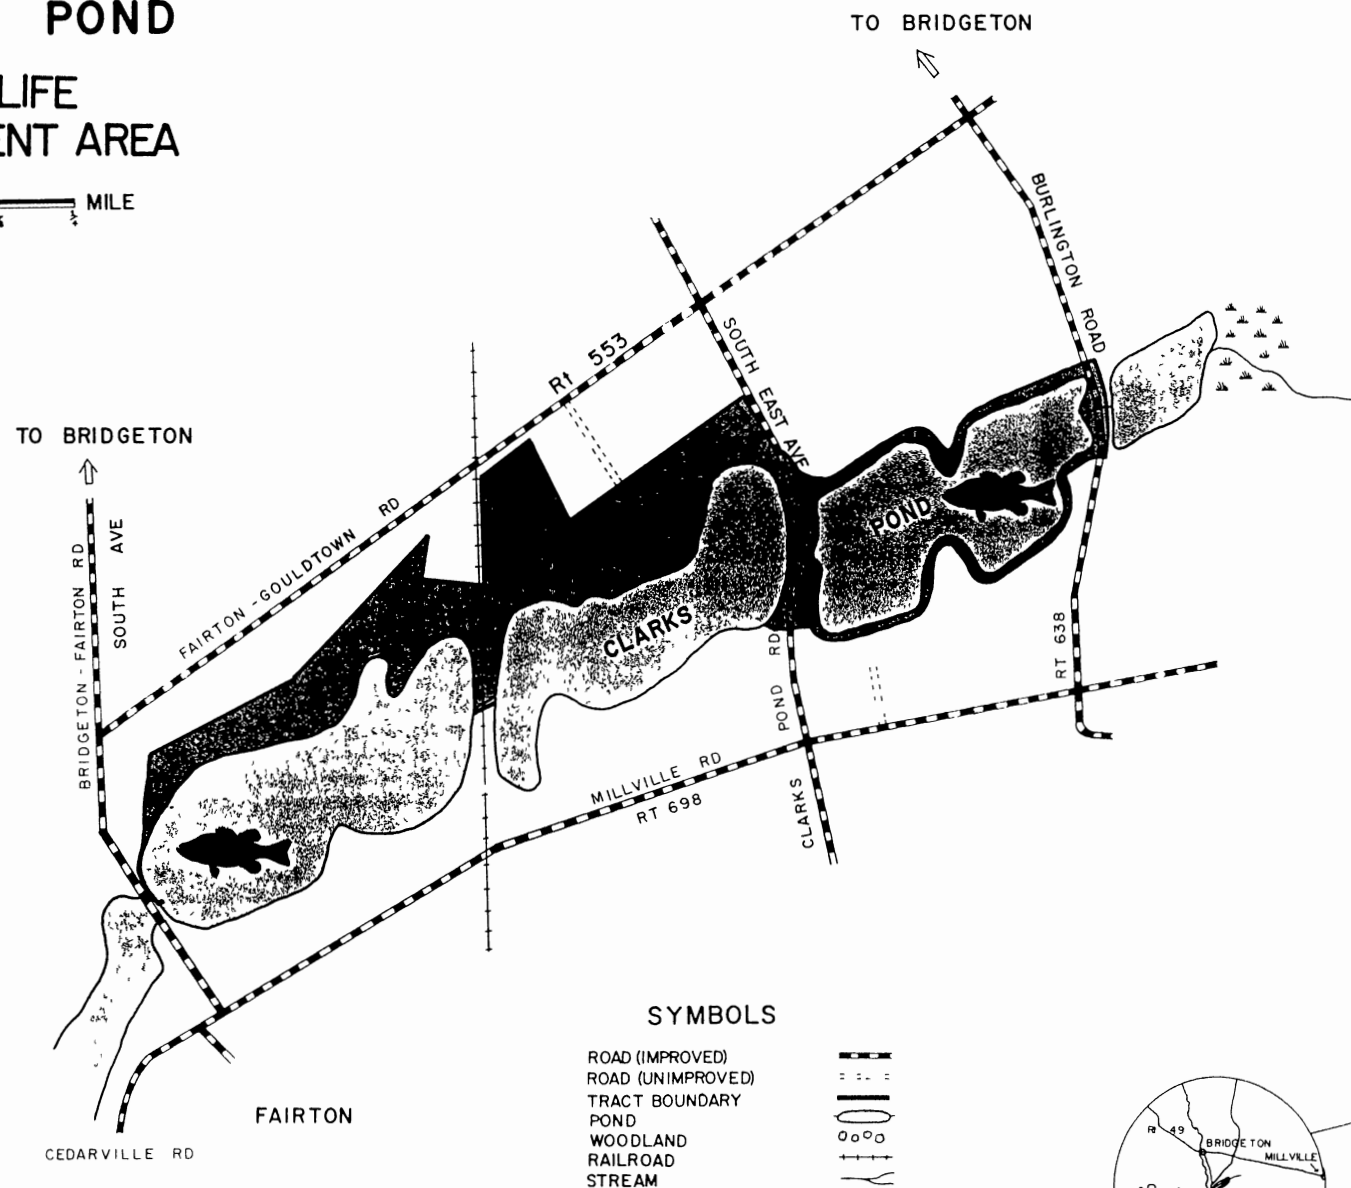 POND
LIFE
ENT AREA
MILE
TO BRIDGETON
BURLINGTON ROAD
SOUTH EAST AVE
Rt 553
FAIRTON - GOULDTOWN RD
TO BRIDGETON
BRIDGETON - FAIRTON RD
SOUTH AVE
POND
CLARKS
RT 638
CLARKS POND RD
MILLVILLE RD
RT 698
FAIRTON
CEDARVILLE RD
SYMBOLS
ROAD (IMPROVED)
ROAD (UNIMPROVED)
TRACT BOUNDARY
POND
WOODLAND
RAILROAD
STREAM
Rt 49
BRIDGETON
MILLVILLE